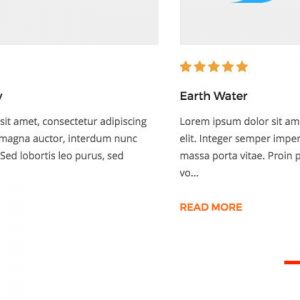 Earth Water
sit amet, consectetur adipiscing
magna auctor, interdum nunc
Sed lobortis leo purus, sed
Lorem ipsum dolor sit am
elit. Integer semper imper
massa porta vitae. Proin p
vo...
READ MORE